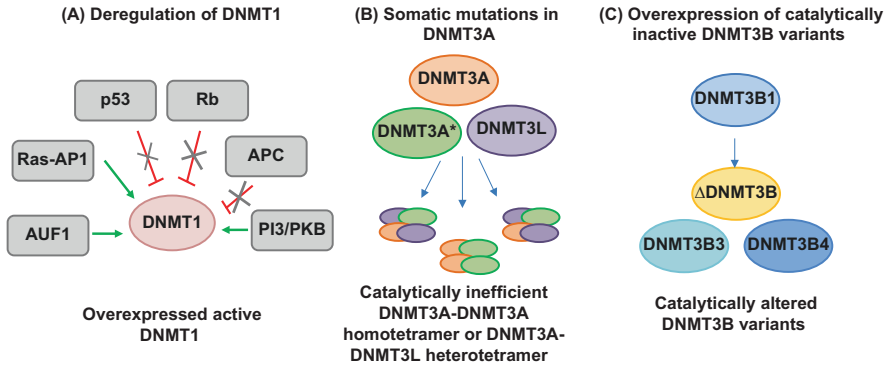 (A) Deregulation of DNMT1
p53
Rb
Ras-AP1
APC
DNMT1
AUF1
PI3/PKB
Overexpressed active
DNMT1
(B) Somatic mutations in
DNMT3A
DNMT3A
DNMT3A*
DNMT3L
Catalytically inefficient
DNMT3A-DNMT3A
homotetramer or DNMT3A-
DNMT3L heterotetramer
(C) Overexpression of catalytically
inactive DNMT3B variants
DNMT3B1
ΔDNMT3B
DNMT3B3
DNMT3B4
Catalytically altered
DNMT3B variants